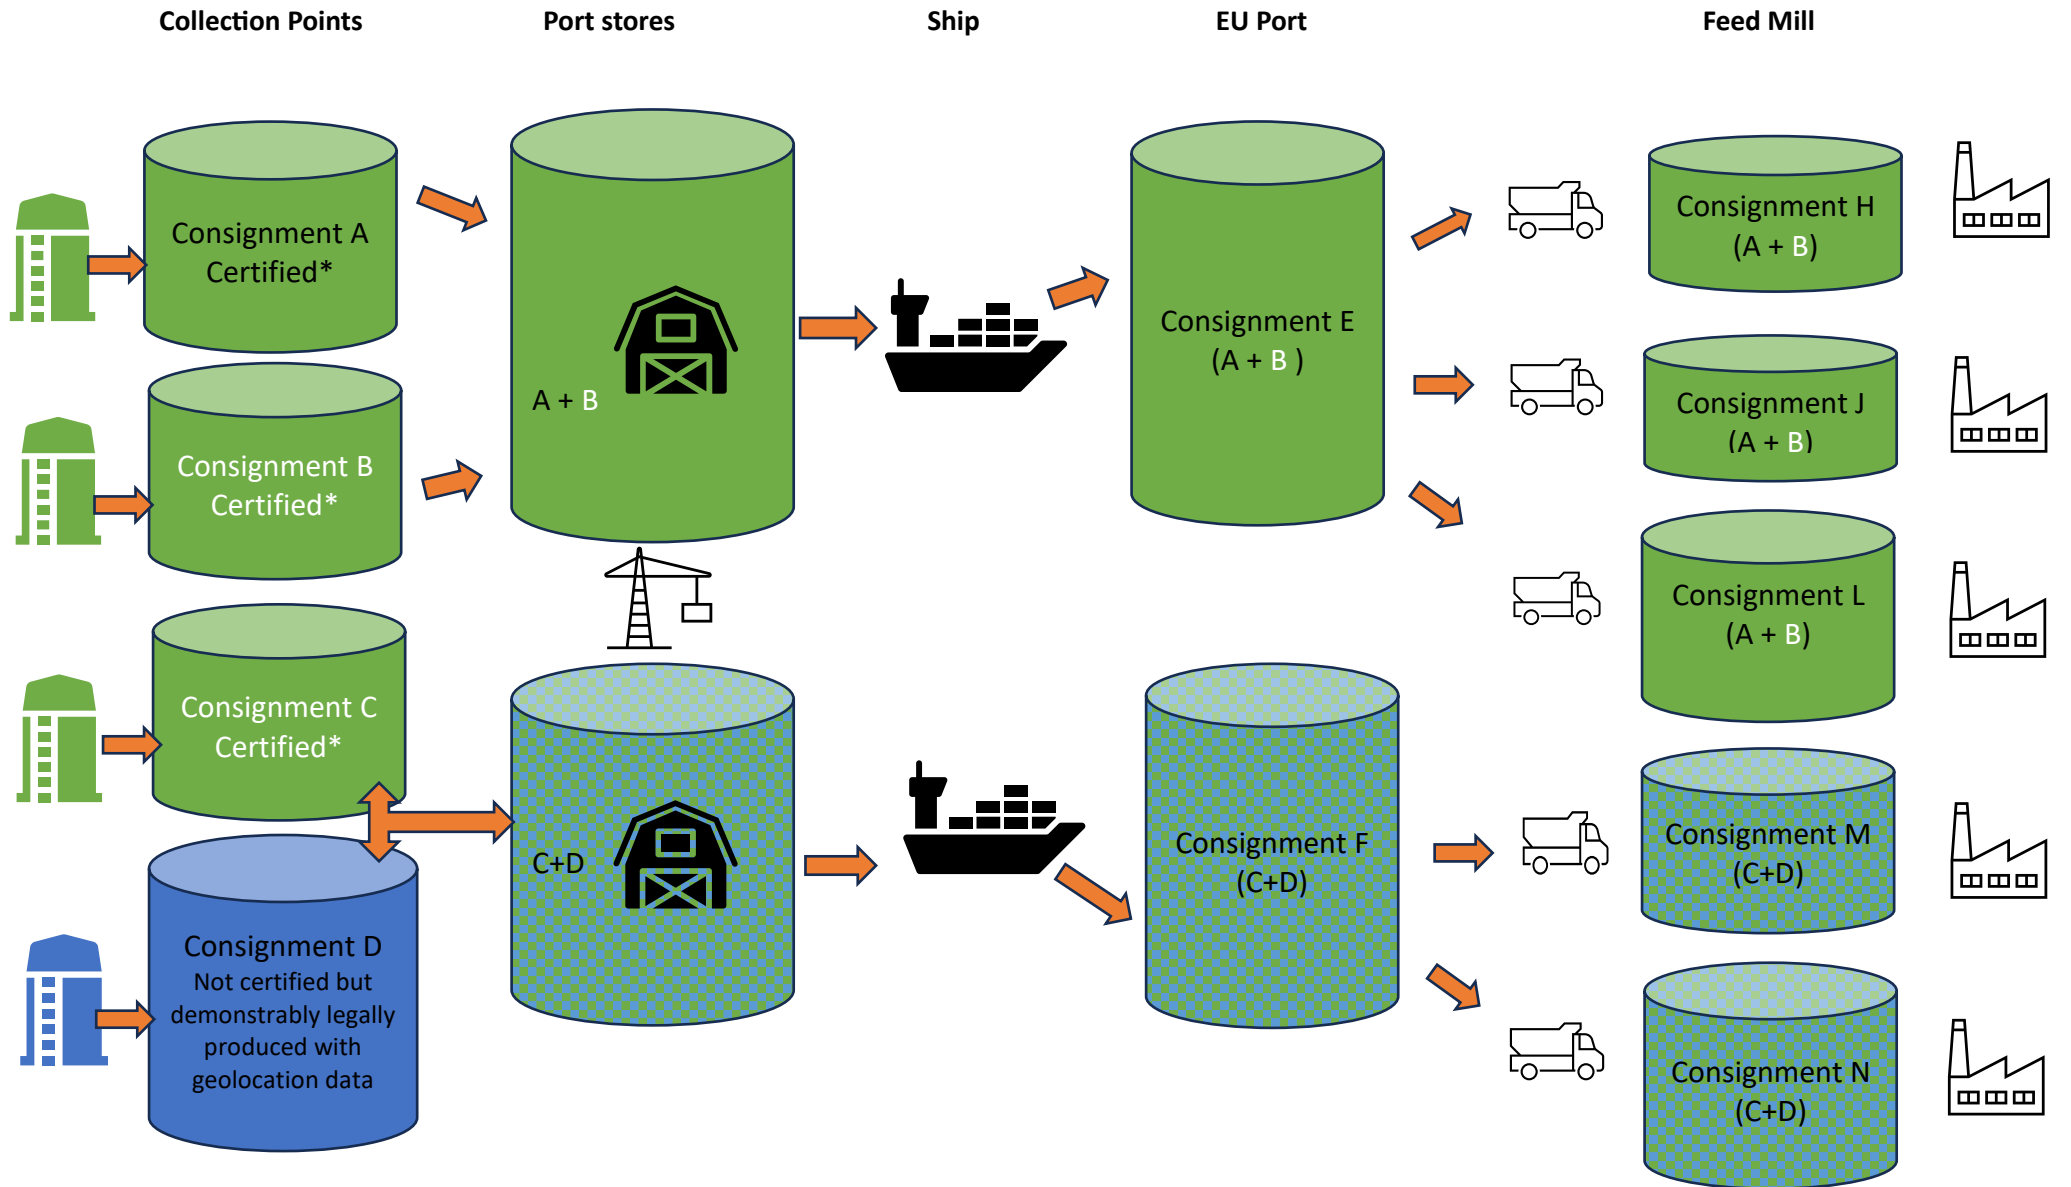 Collection Points
Port stores
Ship
EU Port
Feed Mill
Consignment A
Certified*
Consignment B
Certified*
Consignment C
Certified*
Consignment D
Not certified but
demonstrably legally
produced with
geolocation data
A + B
C+D
Consignment E
(A + B )
Consignment F
(C+D)
Consignment H
(A + B)
Consignment J
(A + B)
Consignment L
(A + B)
Consignment M
(C+D)
Consignment N
(C+D)